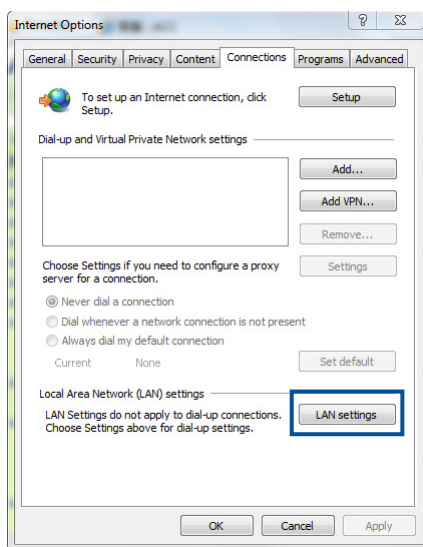 Internet Options
General Security Privacy Content Connections Programs Advanced
To set up an Internet connection, click
Setup.
Setup
Dial-up and Virtual Private Network settings
Add...
Add VPN...
Remove...
Choose Settings if you need to configure a proxy
server for a connection.
Settings
Never dial a connection
Dial whenever a network connection is not present
Always dial my default connection
Current None
Set default
Local Area Network (LAN) settings
LAN Settings do not apply to dial-up connections.
Choose Settings above for dial-up settings.
LAN settings
OK Cancel Apply